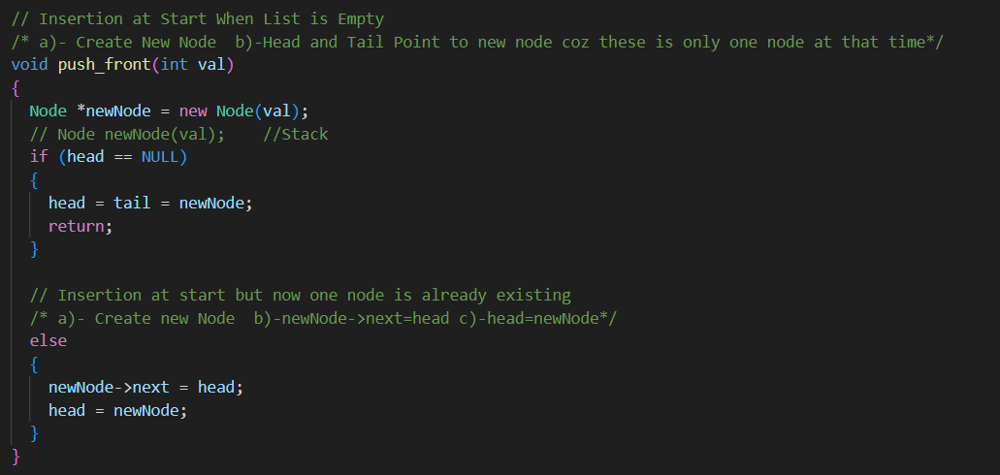 // Insertion at Start When List is Empty
/* a)- Create New Node  b)-Head and Tail Point to new node coz these is only one node at that time*/
void push_front(int val)
{
  Node *newNode = new Node(val);
  // Node newNode(val);    //Stack
  if (head == NULL)
  {
    head = tail = newNode;
    return;
  }

  // Insertion at start but now one node is already existing
  /* a)- Create new Node  b)-newNode->next=head c)-head=newNode*/
  else
  {
    newNode->next = head;
    head = newNode;
  }
}